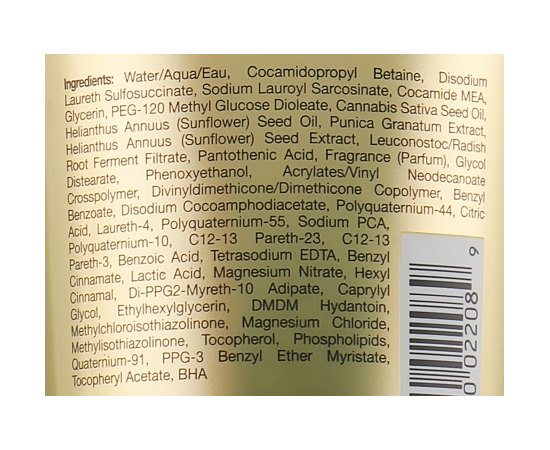 Ingredients: Water/Aqua/Eau, Cocamidopropyl Betaine, Disodium
Laureth Sulfosuccinate, Sodium Lauroyl Sarcosinate, Cocamide MEA,
Glycerin, PEG-120 Methyl Glucose Dioleate, Cannabis Sativa Seed Oil,
Helianthus Annuus (Sunflower) Seed Oil, Punica Granatum Extract,
Helianthus Annuus (Sunflower) Seed Extract, Leuconostoc/Radish
Root Ferment Filtrate, Pantothenic Acid, Fragrance (Parfum), Glycol
Distearate, Phenoxyethanol, Acrylates/Vinyl Neodecanoate
Crosspolymer, Divinyldimethicone/Dimethicone Copolymer, Benzyl
Benzoate, Disodium Cocoamphodiacetate, Polyquaternium-44, Citric
Acid, Laureth-4, Polyquaternium-55, Sodium PCA,
Polyquaternium-10, C12-13 Pareth-23, C12-13
Pareth-3, Benzoic Acid, Tetrasodium EDTA, Benzyl
Cinnamate, Lactic Acid, Magnesium Nitrate, Hexyl
Cinnamal, Di-PPG2-Myreth-10 Adipate, Caprylyl
Glycol, Ethylhexylglycerin, DMDM Hydantoin,
Methylchloroisothiazolinone, Magnesium Chloride,
Methylisothiazolinone, Tocopherol, Phospholipids,
Quaternium-91, PPG-3 Benzyl Ether Myristate,
Tocopheryl Acetate, BHA
0 02208 9